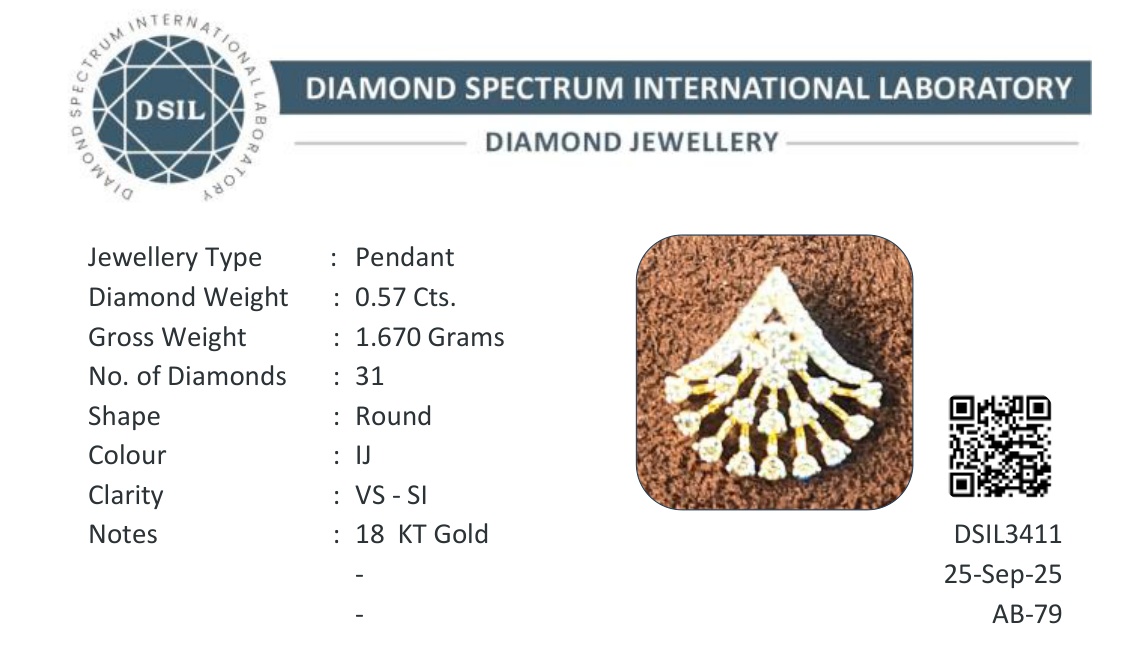 DIAMOND SPECTRUM INTERNATIONAL LABORATORY
DSIL
DIAMOND SPECTRUM INTERNATIONAL LABORATORY
DIAMOND JEWELLERY
Jewellery Type : Pendant
Diamond Weight : 0.57 Cts.
Gross Weight : 1.670 Grams
No. of Diamonds : 31
Shape : Round
Colour : IJ
Clarity : VS - SI
Notes : 18 KT Gold
-
-
DSIL3411
25-Sep-25
AB-79